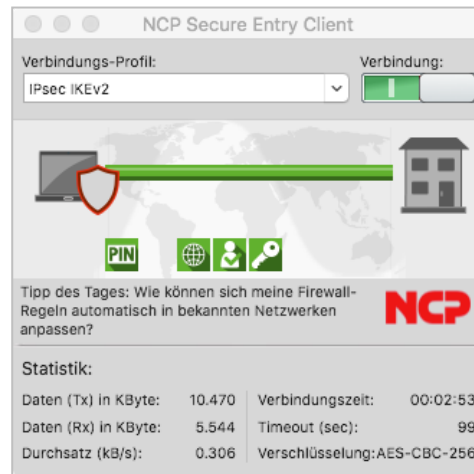 NCP Secure Entry Client
Verbindungs-Profil:
Verbindung:
IPsec IKEv2
PIN
Tipp des Tages: Wie können sich meine Firewall-
Regeln automatisch in bekannten Netzwerken
anpassen?
NCP
Statistik:
Daten (Tx) in KByte: 10.470 Verbindungszeit: 00:02:53
Daten (Rx) in KByte: 5.544 Timeout (sec): 99
Durchsatz (kB/s): 0.306 Verschlüsselung:AES-CBC-256